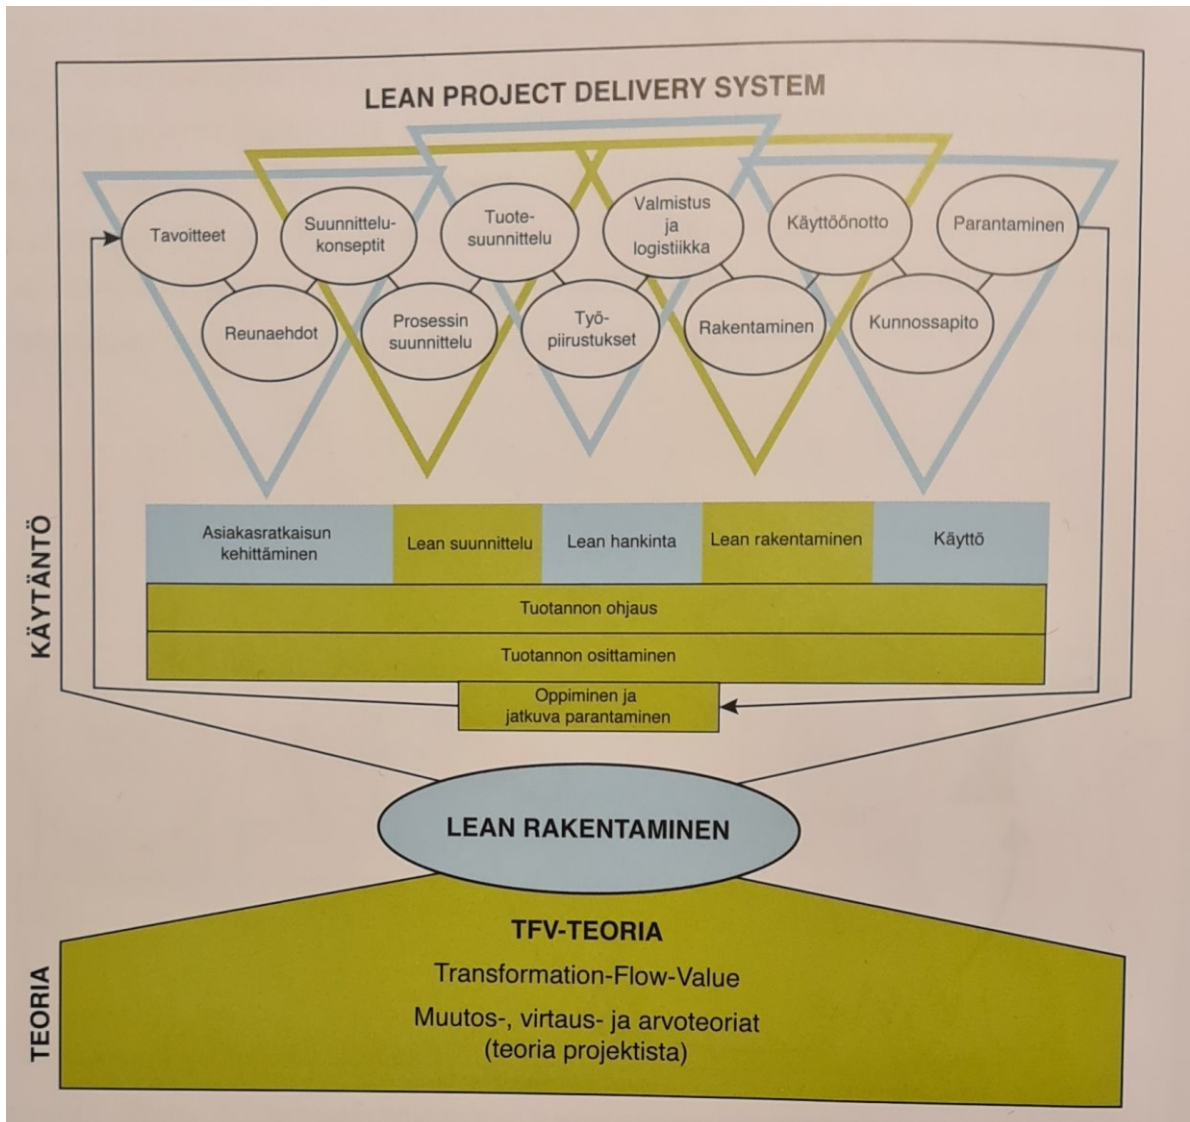 LEAN PROJECT DELIVERY SYSTEM
Tavoitteet
Suunnittelu-
konseptit
Tuote-
suunnittelu
Valmistus
ja
logistiikka
Käyttöönotto
Parantaminen
Reunaehdot
Prosessin
suunnittelu
Työ-
piirustukset
Rakentaminen
Kunnossapito
KÄYTÄNTÖ
Asiakasratkaisun
kehittäminen
Lean suunnittelu
Lean hankinta
Lean rakentaminen
Käyttö
Tuotannon ohjaus
Tuotannon osittaminen
Oppiminen ja
jatkuva parantaminen
LEAN RAKENTAMINEN
TEORIA
TFV-TEORIA
Transformation-Flow-Value
Muutos-, virtaus- ja arvoteoriat
(teoria projektista)